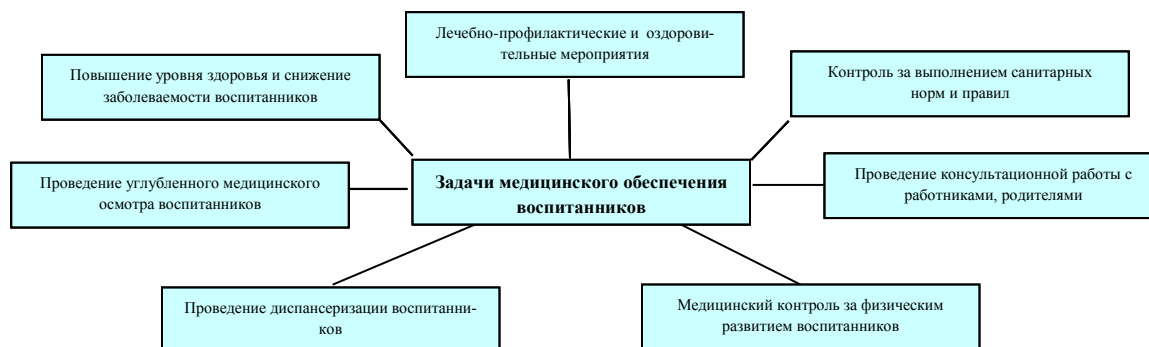 Лечебно-профилактические и оздорови-
тельные мероприятия
Повышение уровня здоровья и снижение
заболеваемости воспитанников
Контроль за выполнением санитарных
норм и правил
Проведение углубленного медицинского
осмотра воспитанников
Задачи медицинского обеспечения
воспитанников
Проведение консультационной работы с
работниками, родителями
Проведение диспансеризации воспитанни-
ков
Медицинский контроль за физическим
развитием воспитанников